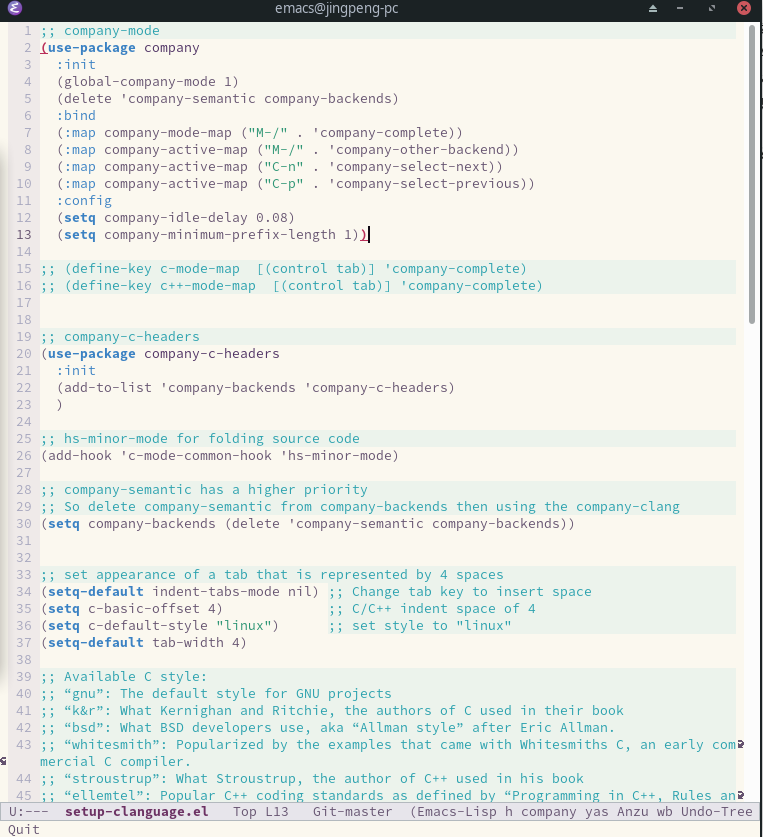 emacs@jingpeng-pc
1 ;; company-mode
2 (use-package company
3   :init
4   (global-company-mode 1)
5   (delete 'company-semantic company-backends)
6   :bind
7   (:map company-mode-map ("M-/" . 'company-complete))
8   (:map company-active-map ("M-/" . 'company-other-backend))
9   (:map company-active-map ("C-n" . 'company-select-next))
10   (:map company-active-map ("C-p" . 'company-select-previous))
11   :config
12   (setq company-idle-delay 0.08)
13   (setq company-minimum-prefix-length 1))
14
15 ;; (define-key c-mode-map  [(control tab)] 'company-complete)
16 ;; (define-key c++-mode-map  [(control tab)] 'company-complete)
17
18
19 ;; company-c-headers
20 (use-package company-c-headers
21   :init
22   (add-to-list 'company-backends 'company-c-headers)
23   )
24
25 ;; hs-minor-mode for folding source code
26 (add-hook 'c-mode-common-hook 'hs-minor-mode)
27
28 ;; company-semantic has a higher priority
29 ;; So delete company-semantic from company-backends then using the company-clang
30 (setq company-backends (delete 'company-semantic company-backends))
31
32
33 ;; set appearance of a tab that is represented by 4 spaces
34 (setq-default indent-tabs-mode nil) ;; Change tab key to insert space
35 (setq c-basic-offset 4)             ;; C/C++ indent space of 4
36 (setq c-default-style "linux")      ;; set style to "linux"
37 (setq-default tab-width 4)
38
39 ;; Available C style:
40 ;; “gnu”: The default style for GNU projects
41 ;; “k&r”: What Kernighan and Ritchie, the authors of C used in their book
42 ;; “bsd”: What BSD developers use, aka “Allman style” after Eric Allman.
43 ;; “whitesmith”: Popularized by the examples that came with Whitesmiths C, an early com
mercial C compiler.
44 ;; “stroustrup”: What Stroustrup, the author of C++ used in his book
45 ;; “ellemtel”: Popular C++ coding standards as defined by “Programming in C++, Rules an
U:---  setup-clanguage.el   Top L13   Git-master  (Emacs-Lisp h company yas Anzu wb Undo-Tree
Quit